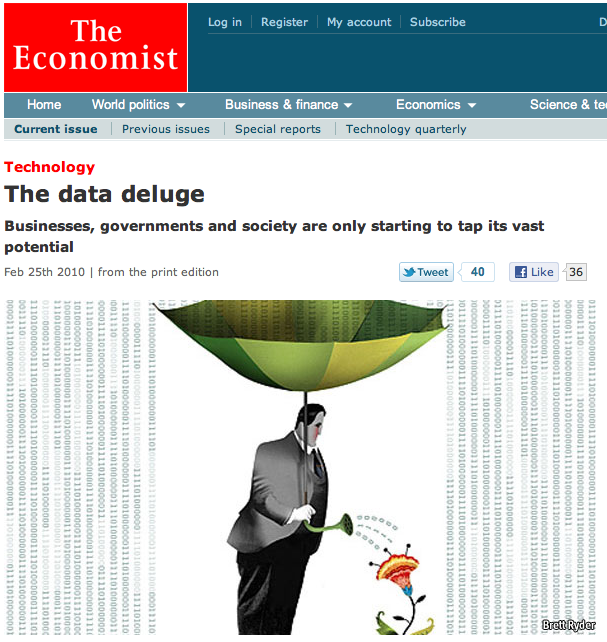 The
Economist
Log in Register My account Subscribe
Home World politics Business & finance Economics Science & te
Current issue Previous issues Special reports Technology quarterly
Technology
The data deluge
Businesses, governments and society are only starting to tap its vast
potential
Feb 25th 2010 | from the print edition Tweet 40 Like 36
Brett Ryder